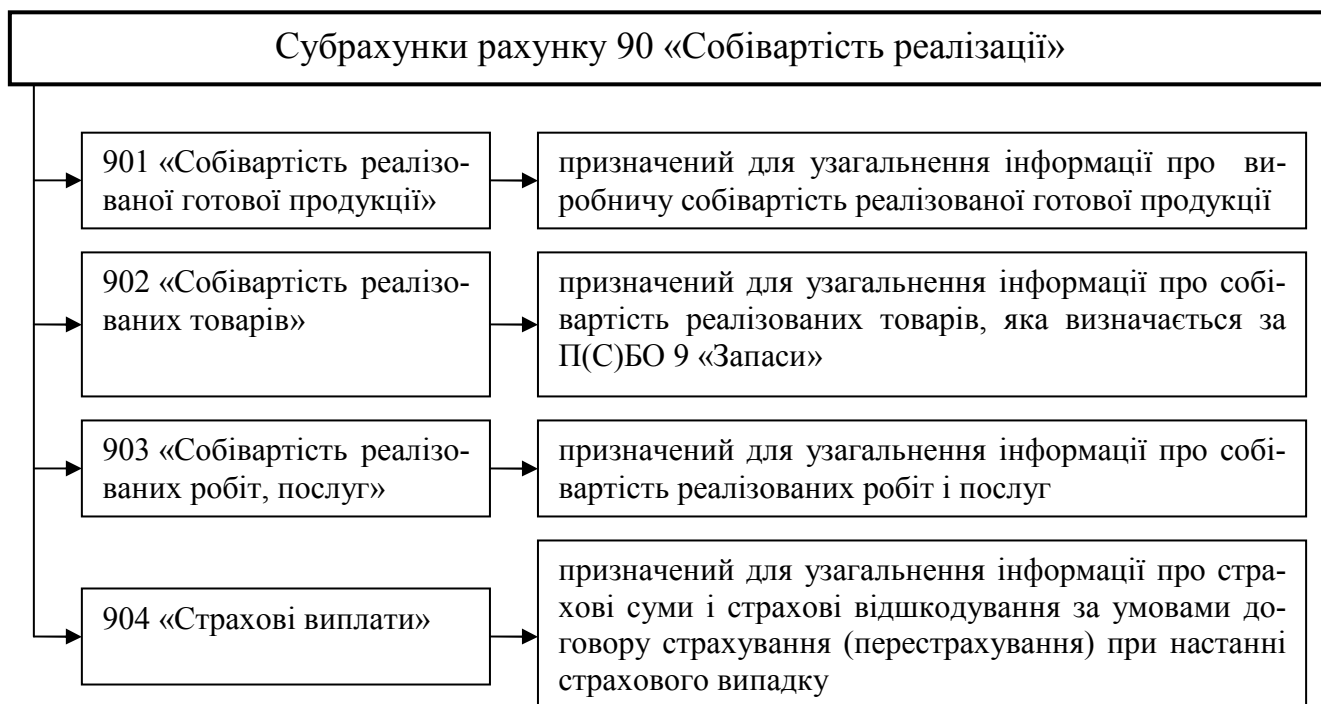 Субрахунки рахунку 90 «Собівартість реалізації»
901 «Собівартість реалізо-
ваної готової продукції»
призначений для узагальнення інформації про ви-
робничу собівартість реалізованої готової продукції
902 «Собівартість реалізо-
ваних товарів»
призначений для узагальнення інформації про собі-
вартість реалізованих товарів, яка визначається за
П(С)БО 9 «Запаси»
903 «Собівартість реалізо-
ваних робіт, послуг»
призначений для узагальнення інформації про собі-
вартість реалізованих робіт і послуг
904 «Страхові виплати»
призначений для узагальнення інформації про стра-
хові суми і страхові відшкодування за умовами до-
говору страхування (перестрахування) при настанні
страхового випадку